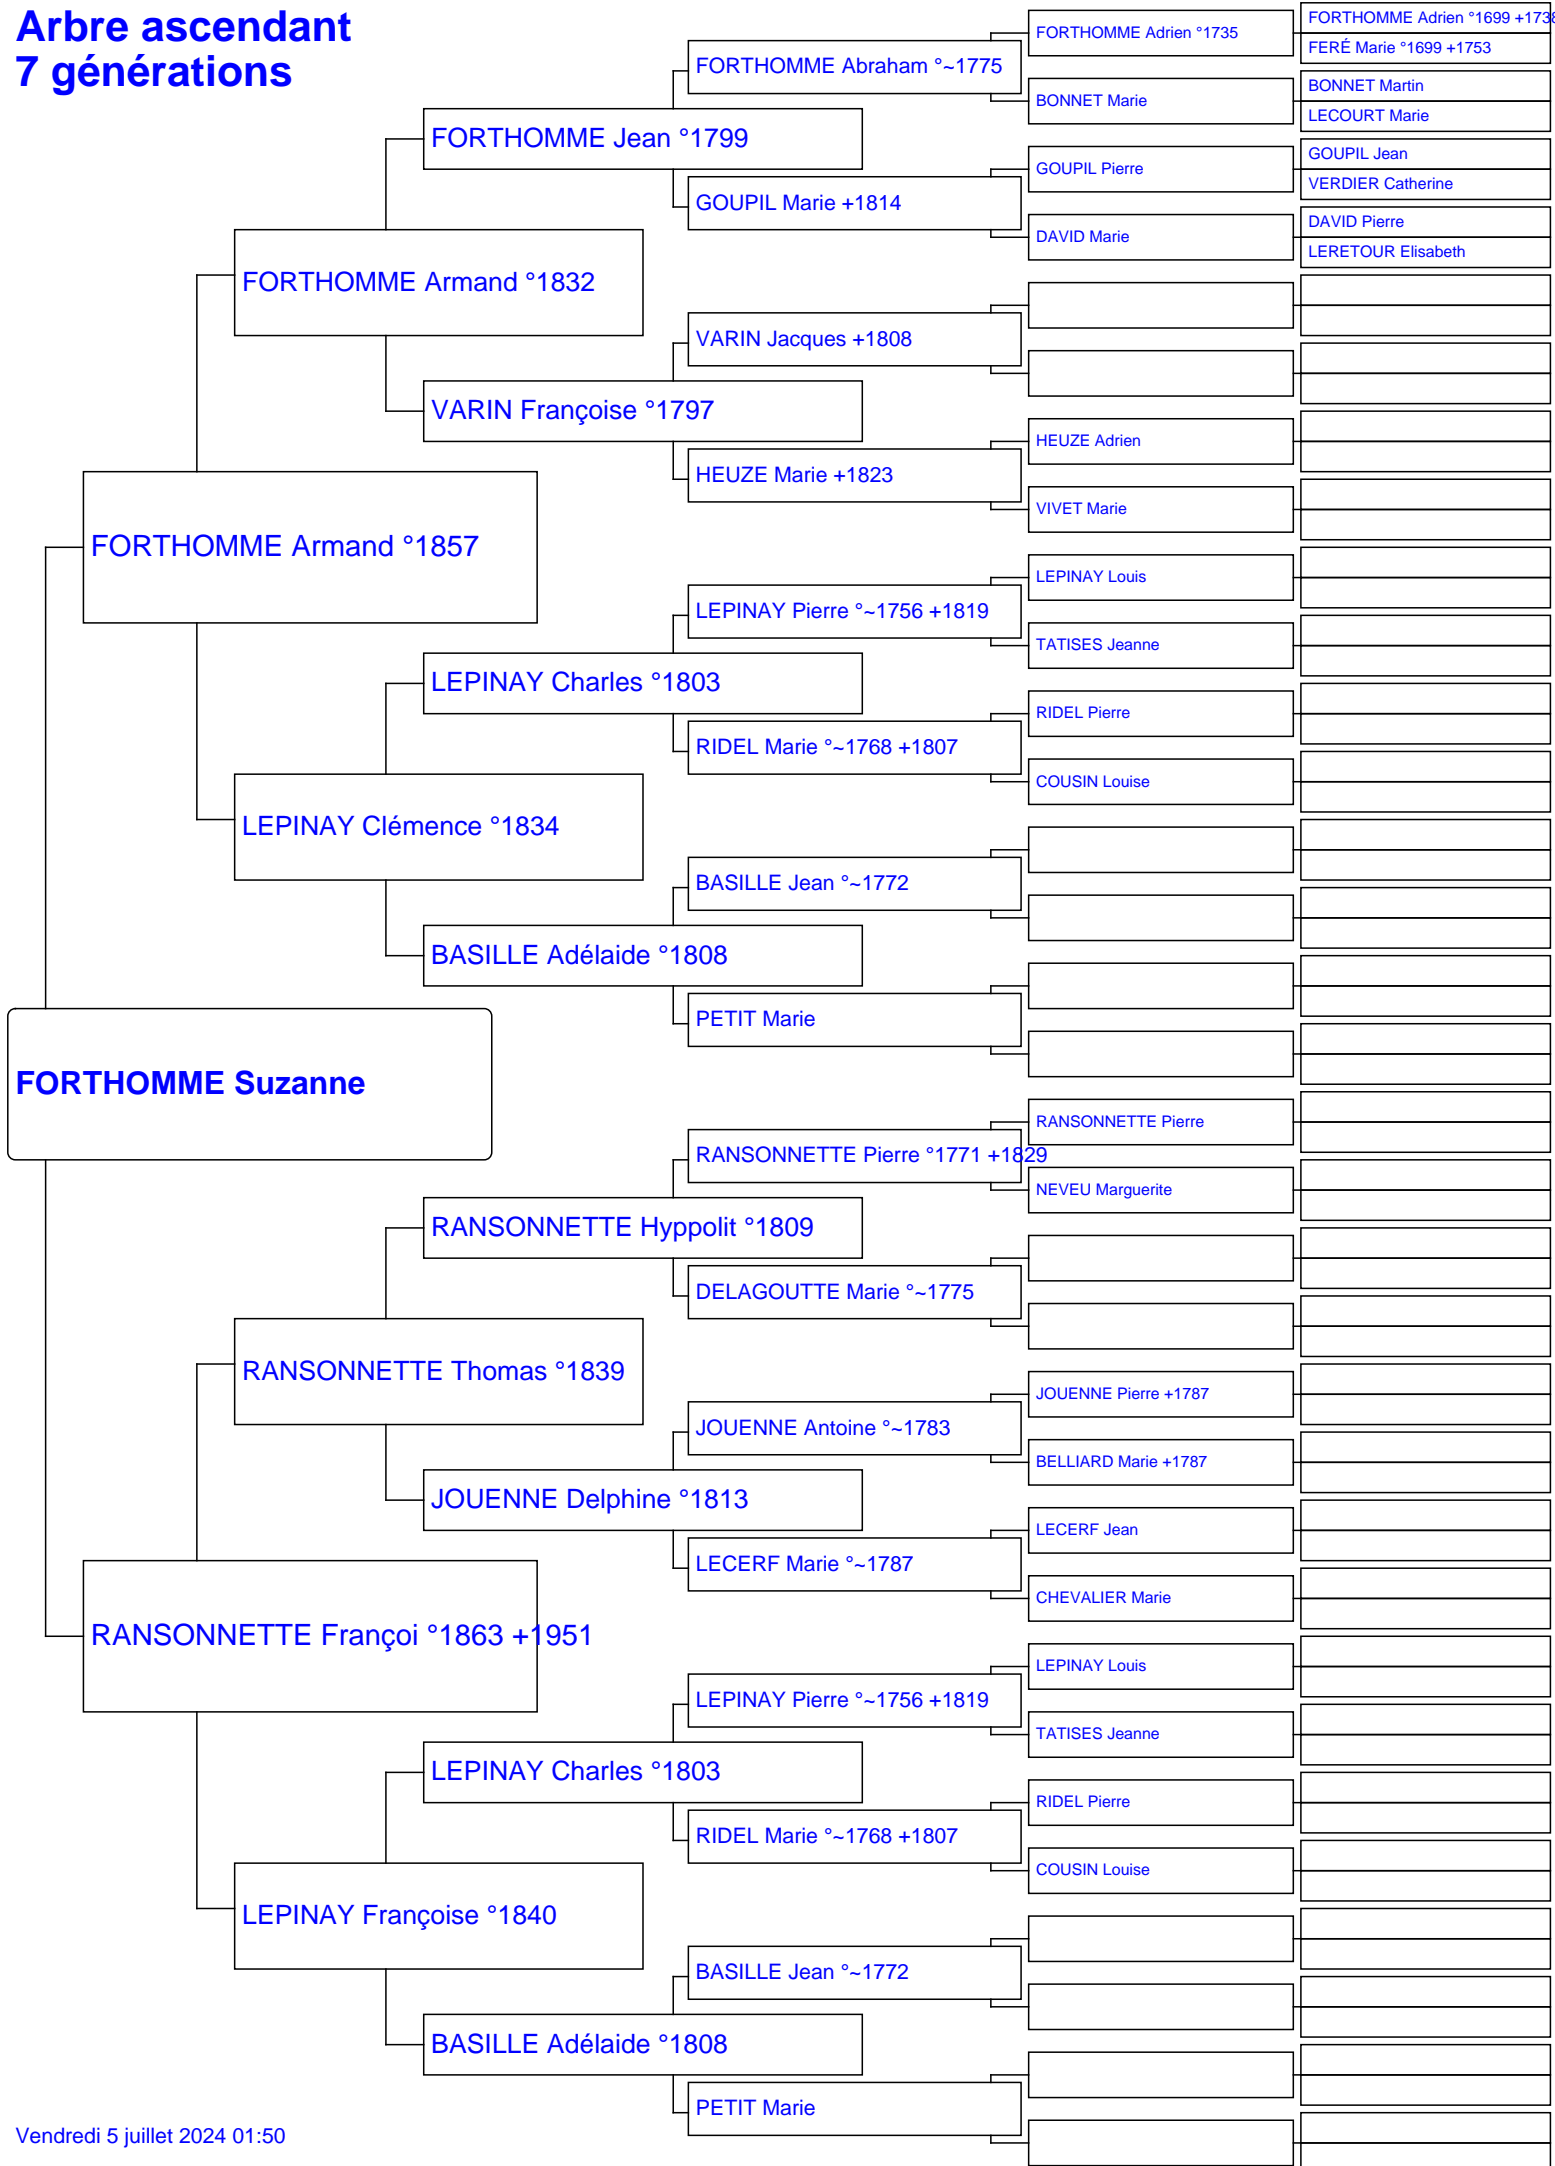 Arbre ascendant
7 générations
FORTHOMME Adrien °1699 +1738
FORTHOMME Adrien °1735
FERÉ Marie °1699 +1753
FORTHOMME Abraham °~1775
BONNET Martin
BONNET Marie
LECOURT Marie
FORTHOMME Jean °1799
GOUPIL Jean
GOUPIL Pierre
VERDIER Catherine
GOUPIL Marie +1814
DAVID Pierre
DAVID Marie
LERETOUR Elisabeth
FORTHOMME Armand °1832
VARIN Jacques +1808
VARIN Françoise °1797
HEUZE Adrien
HEUZE Marie +1823
VIVET Marie
FORTHOMME Armand °1857
LEPINAY Louis
LEPINAY Pierre °~1756 +1819
TATISES Jeanne
LEPINAY Charles °1803
RIDEL Pierre
RIDEL Marie °~1768 +1807
COUSIN Louise
LEPINAY Clémence °1834
BASILLE Jean °~1772
BASILLE Adélaide °1808
PETIT Marie
FORTHOMME Suzanne
RANSONNETTE Pierre
RANSONNETTE Pierre °1771 +1829
NEVEU Marguerite
RANSONNETTE Hyppolit °1809
DELAGOUTTE Marie °~1775
RANSONNETTE Thomas °1839
JOUENNE Pierre +1787
JOUENNE Antoine °~1783
BELLIARD Marie +1787
JOUENNE Delphine °1813
LECERF Jean
LECERF Marie °~1787
CHEVALIER Marie
RANSONNETTE Françoi °1863 +1951
LEPINAY Louis
LEPINAY Pierre °~1756 +1819
TATISES Jeanne
LEPINAY Charles °1803
RIDEL Pierre
RIDEL Marie °~1768 +1807
COUSIN Louise
LEPINAY Françoise °1840
BASILLE Jean °~1772
BASILLE Adélaide °1808
PETIT Marie
Vendredi 5 juillet 2024 01:50